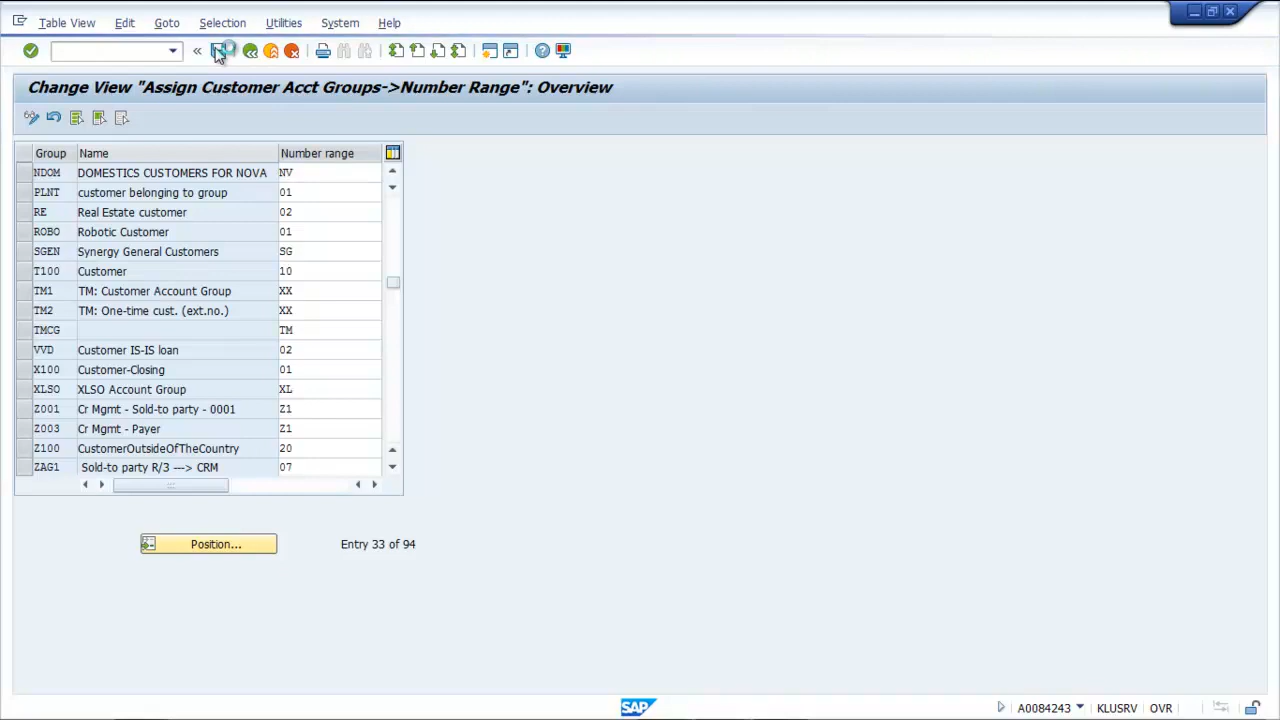 Table View Edit Goto Selection Utilities System Help
Change View "Assign Customer Acct Groups->Number Range": Overview
Group Name Number range
NDOM DOMESTICS CUSTOMERS FOR NOVA NV
PLNT customer belonging to group 01
RE Real Estate customer 02
ROBO Robotic Customer 01
SGEN Synergy General Customers SG
T100 Customer 10
TM1 TM: Customer Account Group XX
TM2 TM: One-time cust. (ext.no.) XX
TMCG TM
VVD Customer IS-IS loan 02
X100 Customer-Closing 01
XLSO XLSO Account Group XL
Z001 Cr Mgmt - Sold-to party - 0001 Z1
Z003 Cr Mgmt - Payer Z1
Z100 CustomerOutsideOfTheCountry 20
ZAG1 Sold-to party R/3 ---> CRM 07
Position... Entry 33 of 94
SAP A0084243 KLUSRV OVR